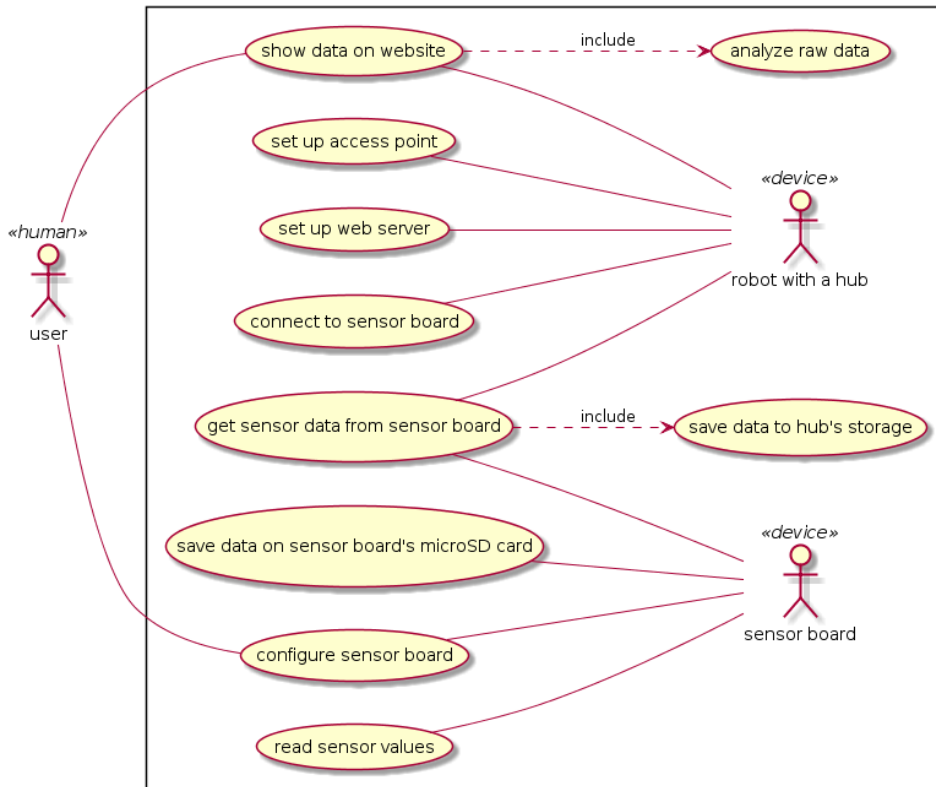 show data on website
include
analyze raw data
set up access point
«device»
robot with a hub
set up web server
«human»
user
connect to sensor board
get sensor data from sensor board
include
save data to hub's storage
save data on sensor board's microSD card
«device»
sensor board
configure sensor board
read sensor values